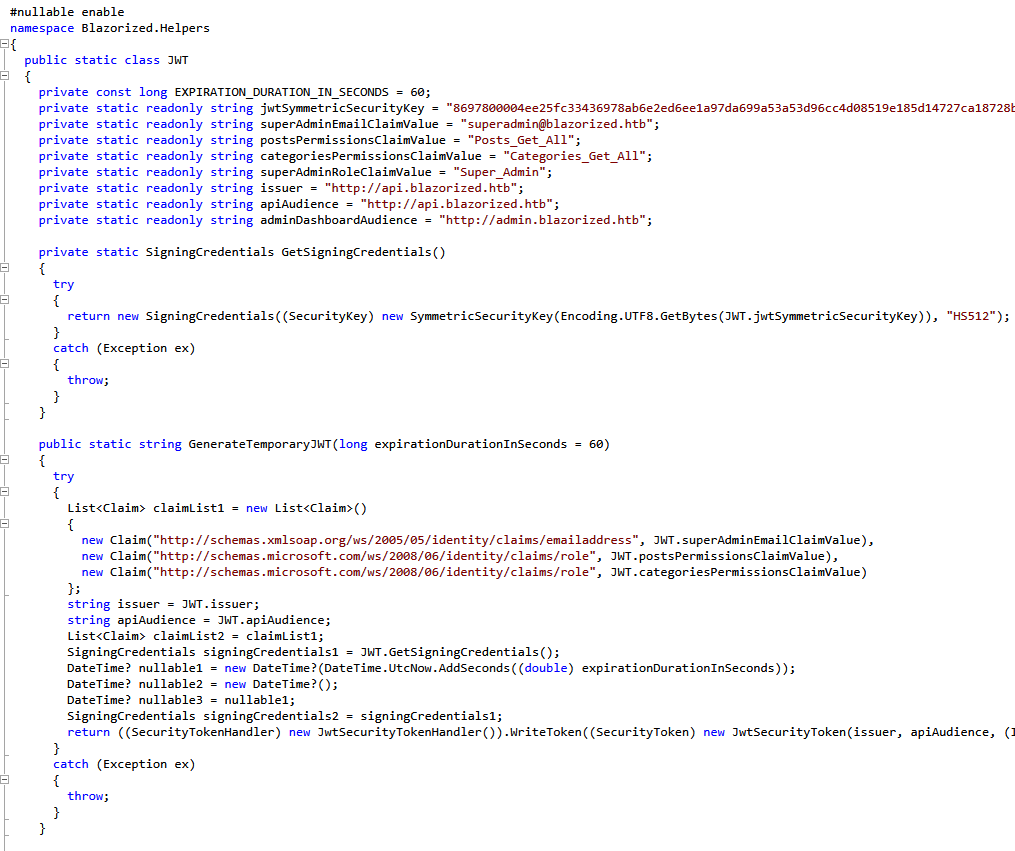 #nullable enable
namespace Blazorized.Helpers
{
  public static class JWT
  {
    private const long EXPIRATION_DURATION_IN_SECONDS = 60;
    private static readonly string jwtSymmetricSecurityKey = "8697800004ee25fc33436978ab6e2ed6ee1a97da699a53a53d96cc4d08519e185d14727ca18728b
    private static readonly string superAdminEmailClaimValue = "superadmin@blazorized.htb";
    private static readonly string postsPermissionsClaimValue = "Posts_Get_All";
    private static readonly string categoriesPermissionsClaimValue = "Categories_Get_All";
    private static readonly string superAdminRoleClaimValue = "Super_Admin";
    private static readonly string issuer = "http://api.blazorized.htb";
    private static readonly string apiAudience = "http://api.blazorized.htb";
    private static readonly string adminDashboardAudience = "http://admin.blazorized.htb";

    private static SigningCredentials GetSigningCredentials()
    {
      try
      {
        return new SigningCredentials((SecurityKey) new SymmetricSecurityKey(Encoding.UTF8.GetBytes(JWT.jwtSymmetricSecurityKey)), "HS512");
      }
      catch (Exception ex)
      {
        throw;
      }
    }

    public static string GenerateTemporaryJWT(long expirationDurationInSeconds = 60)
    {
      try
      {
        List<Claim> claimList1 = new List<Claim>()
        {
          new Claim("http://schemas.xmlsoap.org/ws/2005/05/identity/claims/emailaddress", JWT.superAdminEmailClaimValue),
          new Claim("http://schemas.microsoft.com/ws/2008/06/identity/claims/role", JWT.postsPermissionsClaimValue),
          new Claim("http://schemas.microsoft.com/ws/2008/06/identity/claims/role", JWT.categoriesPermissionsClaimValue)
        };
        string issuer = JWT.issuer;
        string apiAudience = JWT.apiAudience;
        List<Claim> claimList2 = claimList1;
        SigningCredentials signingCredentials1 = JWT.GetSigningCredentials();
        DateTime? nullable1 = new DateTime?(DateTime.UtcNow.AddSeconds((double) expirationDurationInSeconds));
        DateTime? nullable2 = new DateTime?();
        DateTime? nullable3 = nullable1;
        SigningCredentials signingCredentials2 = signingCredentials1;
        return ((SecurityTokenHandler) new JwtSecurityTokenHandler()).WriteToken((SecurityToken) new JwtSecurityToken(issuer, apiAudience, (I
      }
      catch (Exception ex)
      {
        throw;
      }
    }